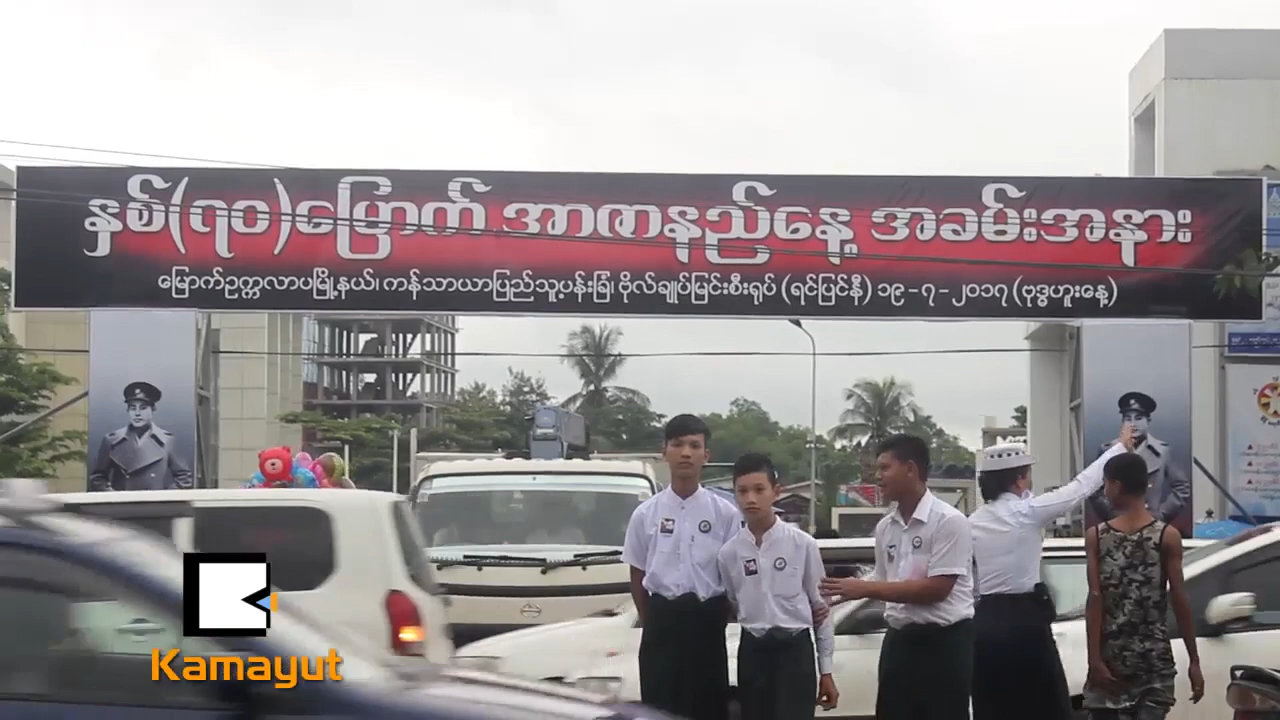 နှစ်(၇၀)မြောက် အာဇာနည်နေ့ အခမ်းအနား
မြောက်ဥက္ကလာပမြို့နယ်၊ ကန်သာယာပြည်သူ့ပန်းခြံ၊ ဗိုလ်ချုပ်မြင်းစီးရုပ် (ရင်ပြင်နီ) ၁၉-၇-၂၀၁၇ (ဗုဒ္ဓဟူးနေ့)
Kamayut